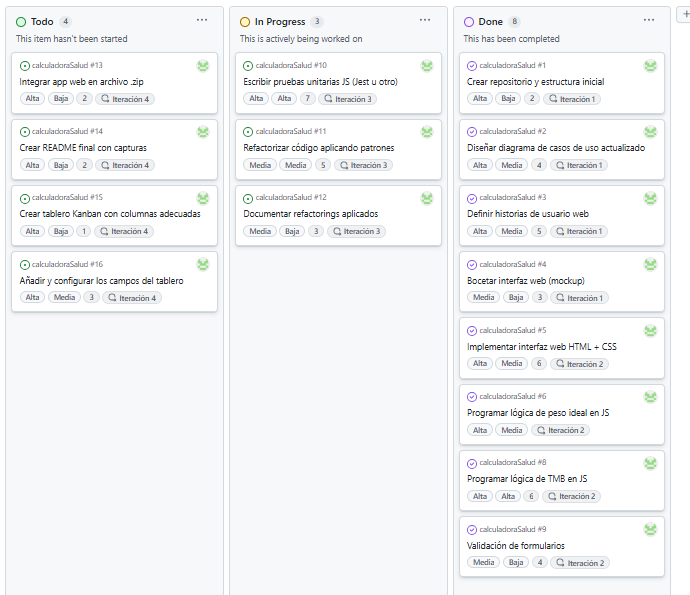 Todo 4 ...
This item hasn't been started
calculadoraSalud #13
Integrar app web en archivo .zip
Alta Baja 2 Iteración 4
calculadoraSalud #14
Crear README final con capturas
Alta Baja 2 Iteración 4
calculadoraSalud #15
Crear tablero Kanban con columnas adecuadas
Alta Baja 1 Iteración 4
calculadoraSalud #16
Añadir y configurar los campos del tablero
Alta Media 3 Iteración 4
In Progress 3 ...
This is actively being worked on
calculadoraSalud #10
Escribir pruebas unitarias JS (Jest u otro)
Alta Alta 7 Iteración 3
calculadoraSalud #11
Refactorizar código aplicando patrones
Media Media 5 Iteración 3
calculadoraSalud #12
Documentar refactorings aplicados
Media Baja 3 Iteración 3
Done 8 ...
This has been completed
calculadoraSalud #1
Crear repositorio y estructura inicial
Alta Baja 2 Iteración 1
calculadoraSalud #2
Diseñar diagrama de casos de uso actualizado
Alta Media 4 Iteración 1
calculadoraSalud #3
Definir historias de usuario web
Alta Media 5 Iteración 1
calculadoraSalud #4
Bocetar interfaz web (mockup)
Media Baja 3 Iteración 1
calculadoraSalud #5
Implementar interfaz web HTML + CSS
Alta Media 6 Iteración 2
calculadoraSalud #6
Programar lógica de peso ideal en JS
Alta Media Iteración 2
calculadoraSalud #8
Programar lógica de TMB en JS
Alta Alta 6 Iteración 2
calculadoraSalud #9
Validación de formularios
Media Baja 4 Iteración 2
+